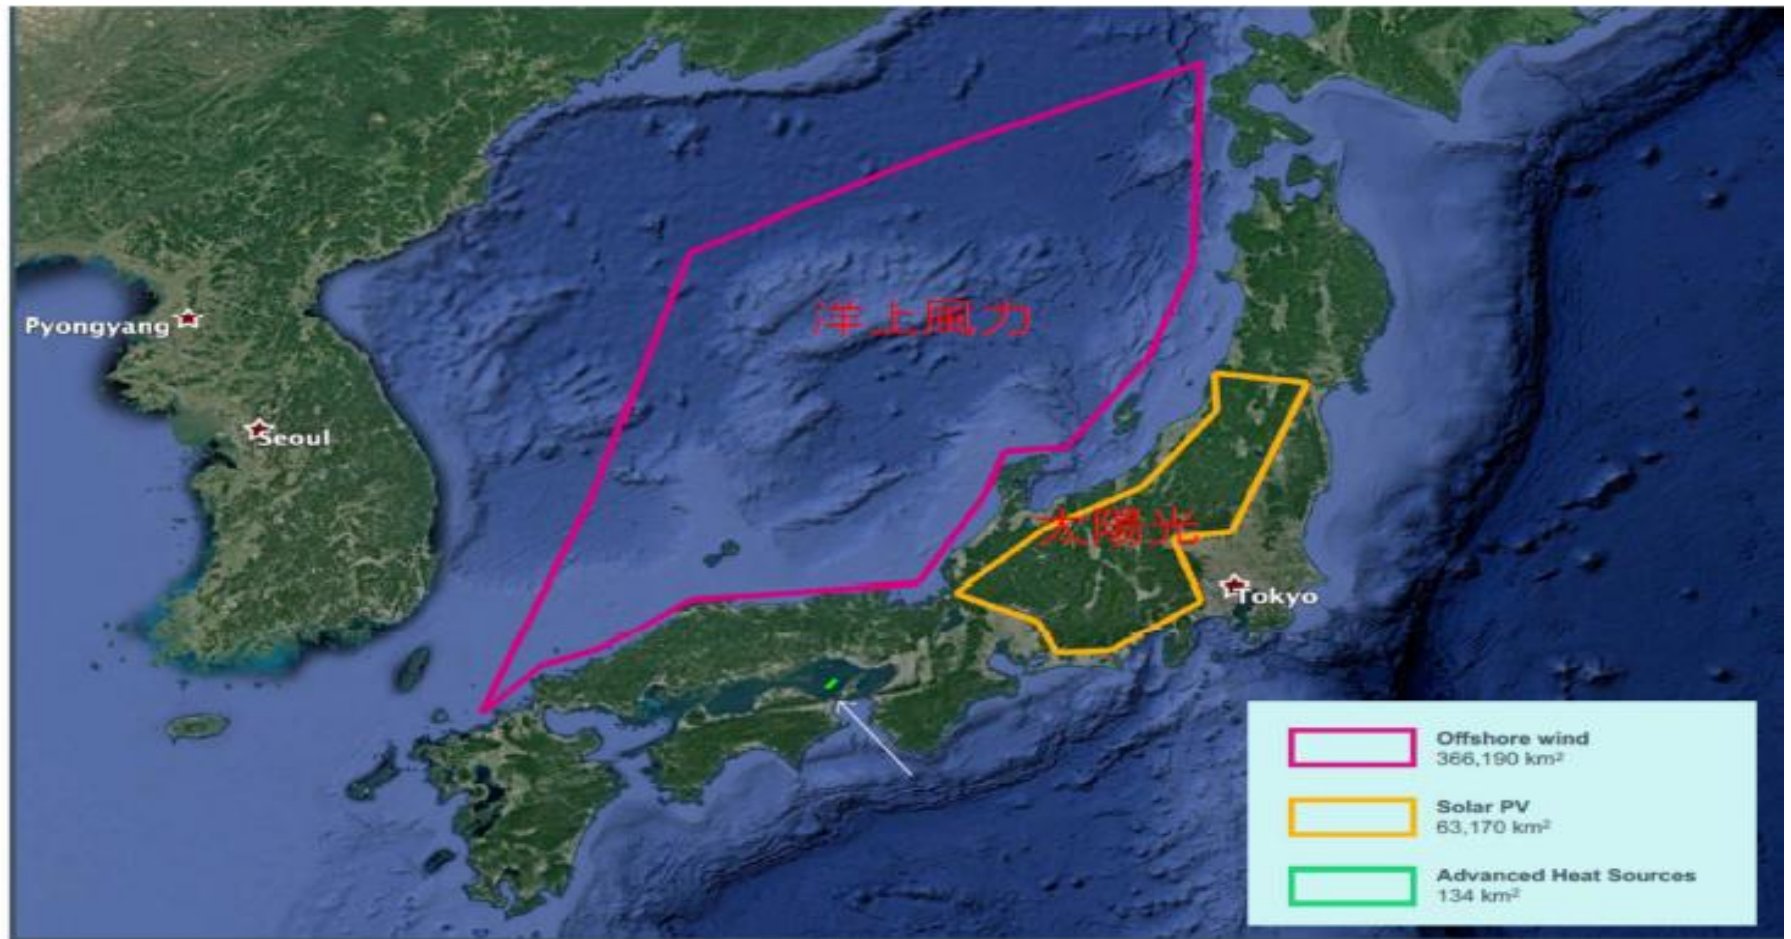 洋上風力
Pyongyang
Seoul
太陽光
Tokyo
Offshore wind
366,190 km²
Solar PV
63,170 km²
Advanced Heat Sources
134 km²